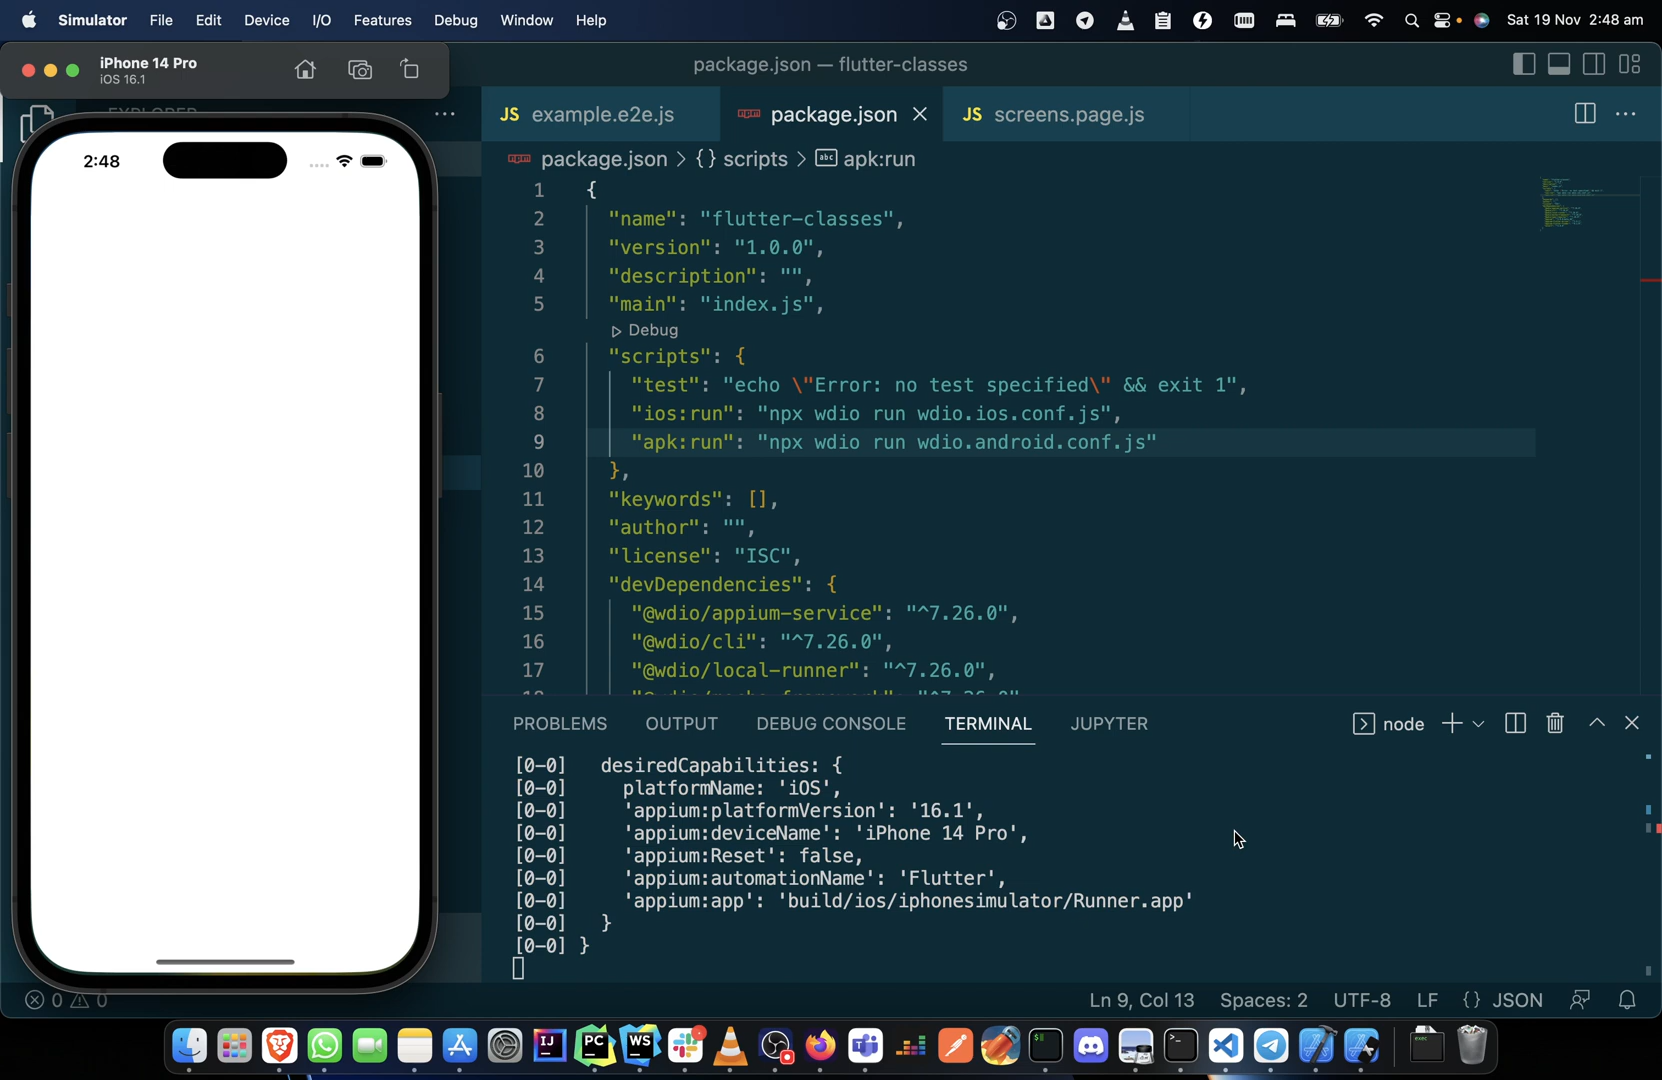 Simulator File Edit Device I/O Features Debug Window Help Sat 19 Nov 2:48 am
iPhone 14 Pro
iOS 16.1
package.json — flutter-classes
JS example.e2e.js package.json JS screens.page.js
package.json > {} scripts > abc apk:run
2:48
1 {
2 "name": "flutter-classes",
3 "version": "1.0.0",
4 "description": "",
5 "main": "index.js",
Debug
6 "scripts": {
7 "test": "echo \"Error: no test specified\" && exit 1",
8 "ios:run": "npx wdio run wdio.ios.conf.js",
9 "apk:run": "npx wdio run wdio.android.conf.js"
10 },
11 "keywords": [],
12 "author": "",
13 "license": "ISC",
14 "devDependencies": {
15 "@wdio/appium-service": "^7.26.0",
16 "@wdio/cli": "^7.26.0",
17 "@wdio/local-runner": "^7.26.0",
PROBLEMS OUTPUT DEBUG CONSOLE TERMINAL JUPYTER node
[0-0] desiredCapabilities: {
[0-0] platformName: 'iOS',
[0-0] 'appium:platformVersion': '16.1',
[0-0] 'appium:deviceName': 'iPhone 14 Pro',
[0-0] 'appium:Reset': false,
[0-0] 'appium:automationName': 'Flutter',
[0-0] 'appium:app': 'build/ios/iphonesimulator/Runner.app'
[0-0] }
[0-0] }
0 0 Ln 9, Col 13 Spaces: 2 UTF-8 LF {} JSON
IJ PC WS exec